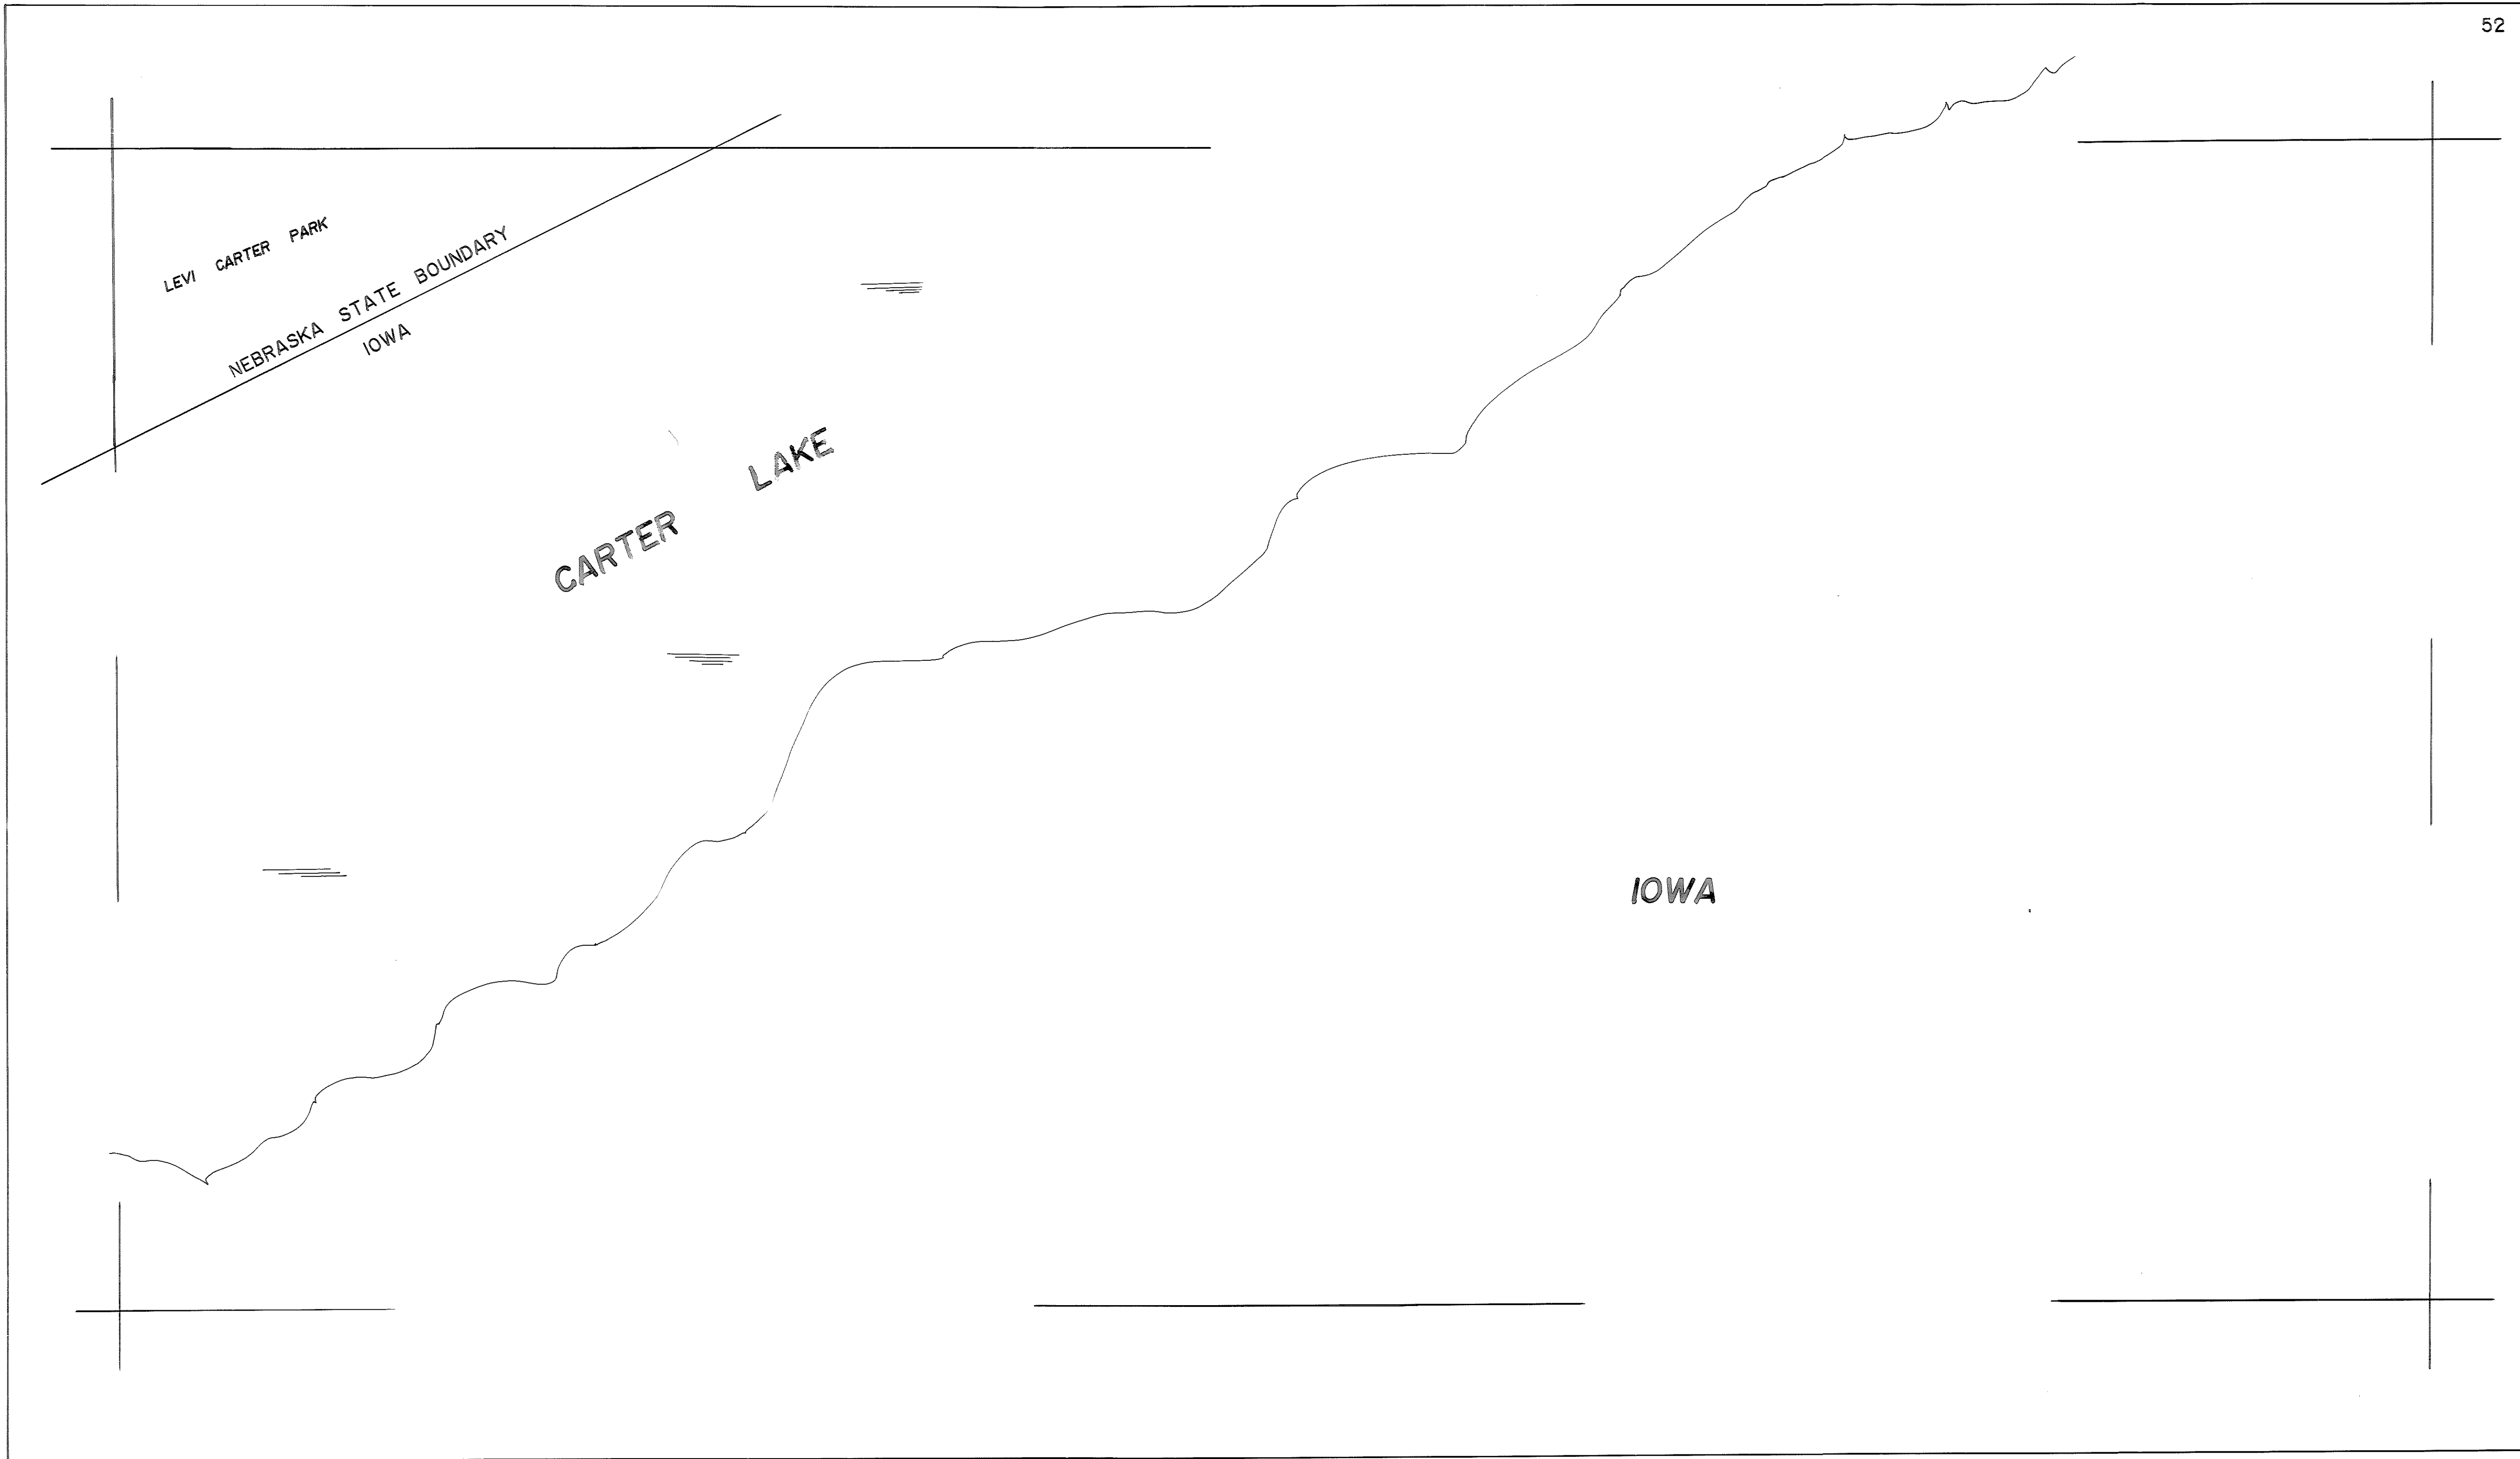 52
LEVI CARTER PARK
NEBRASKA STATE BOUNDARY
IOWA
CARTER LAKE
IOWA